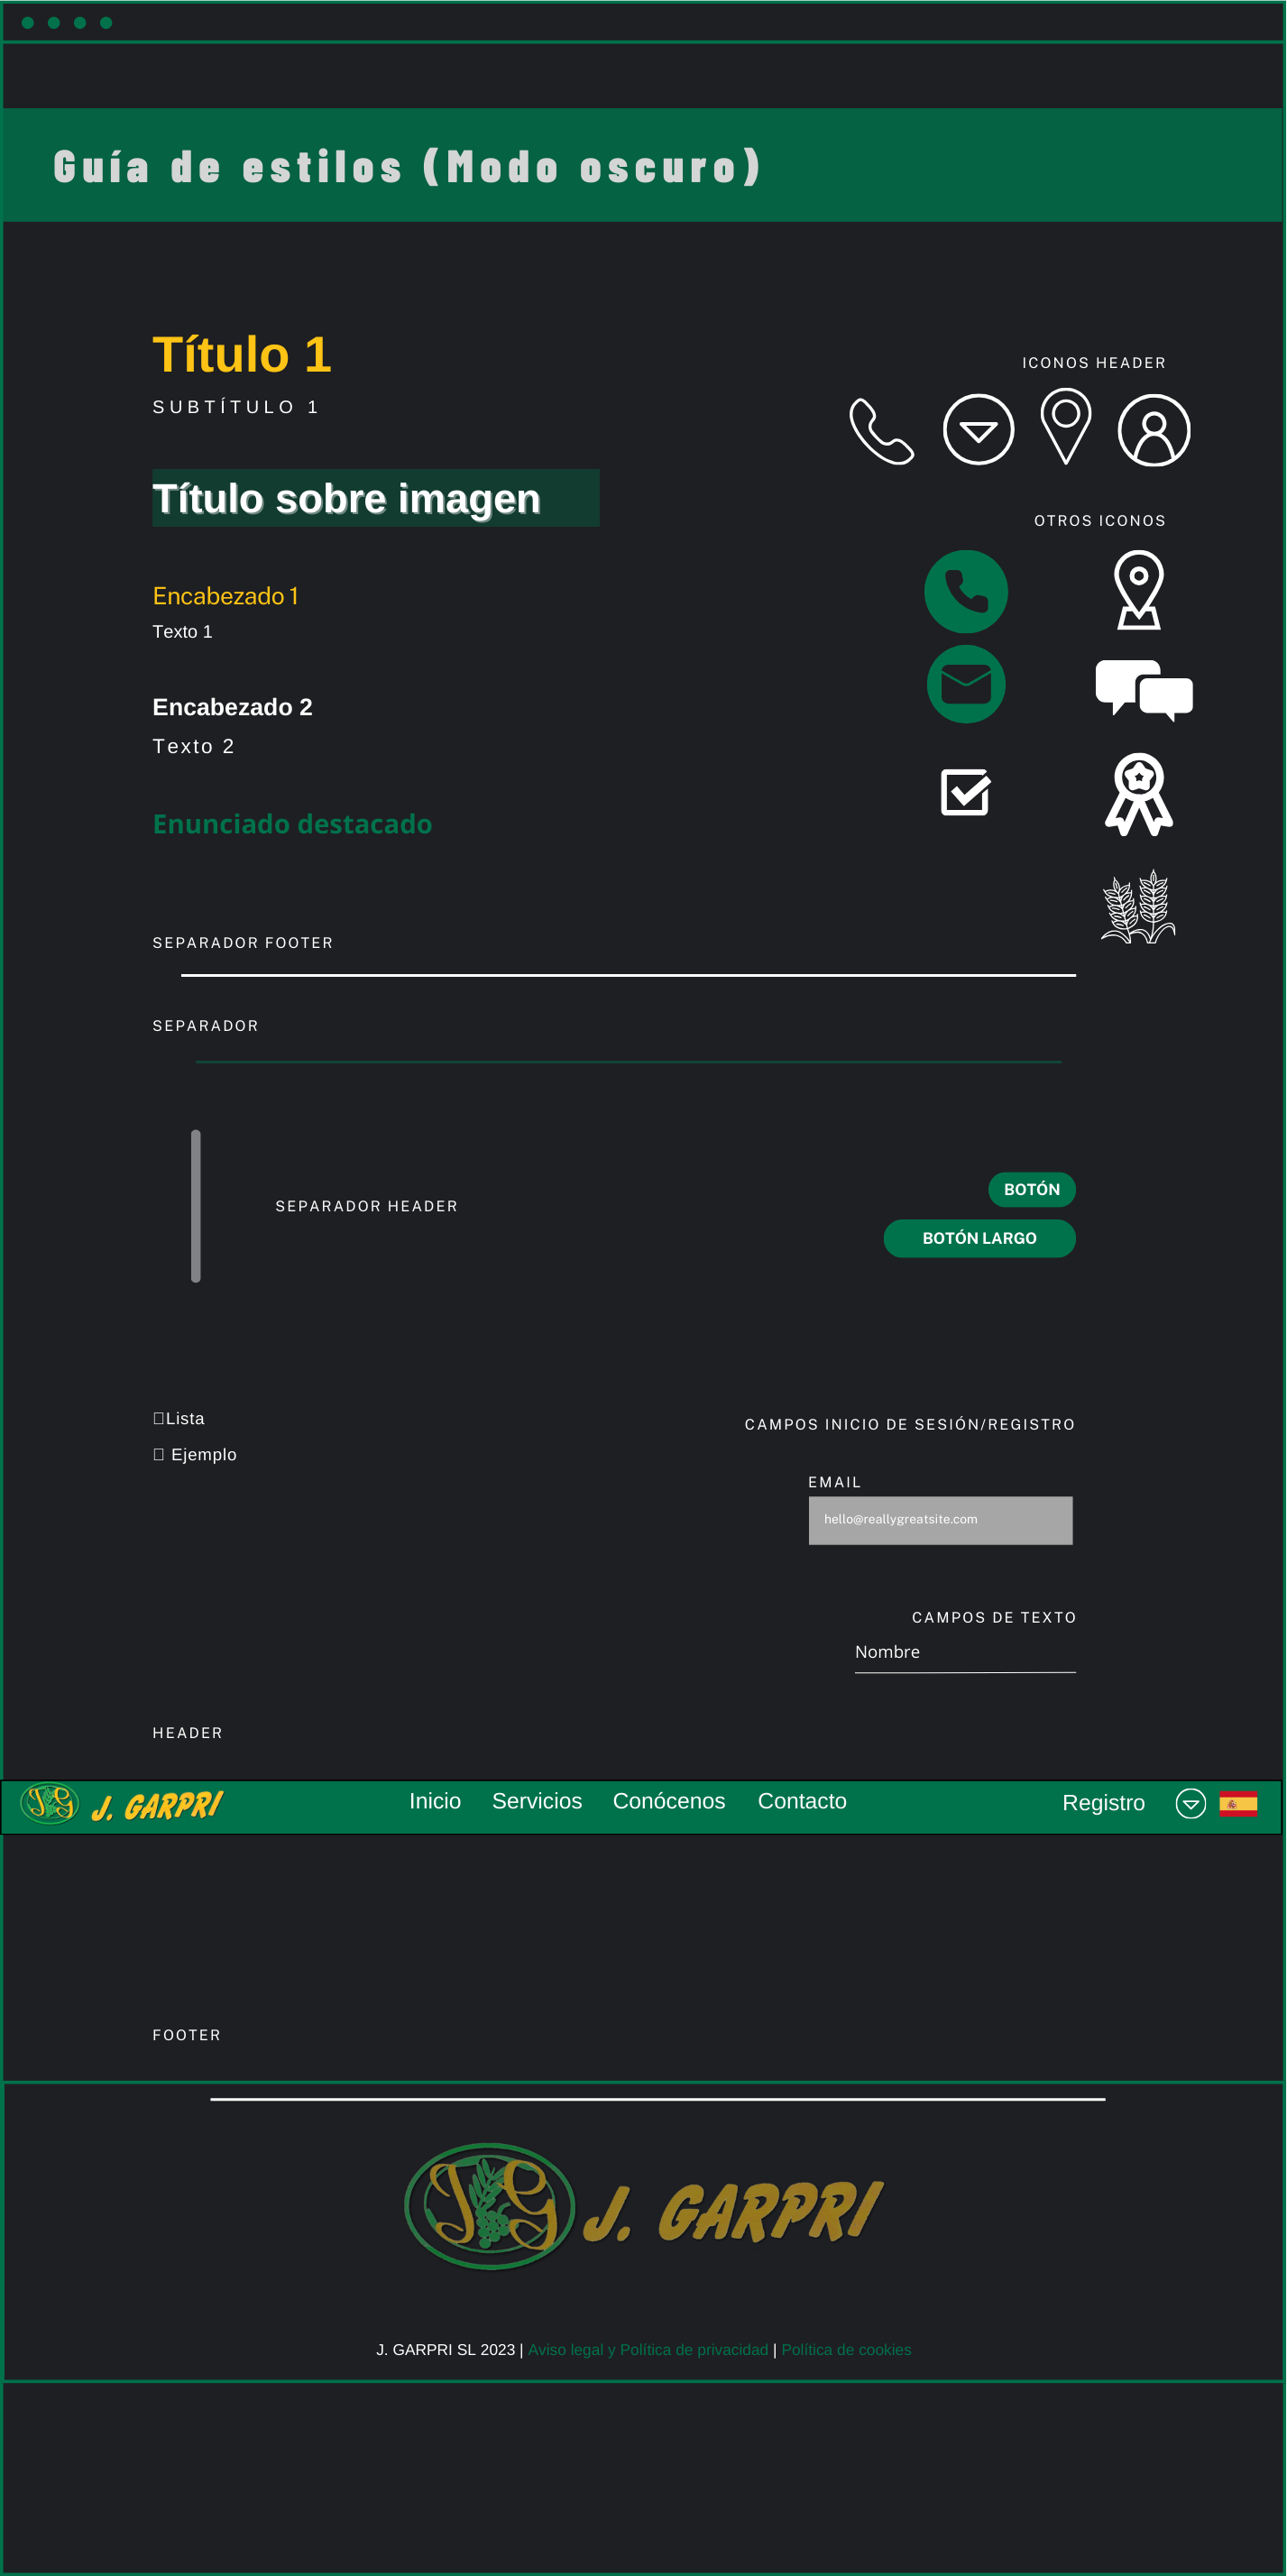 Guía de estilos (Modo oscuro)
Título 1
SUBTÍTULO 1
ICONOS HEADER
Título sobre imagen
OTROS ICONOS
Encabezado 1
Texto 1
Encabezado 2
Texto 2
Enunciado destacado
SEPARADOR FOOTER
SEPARADOR
SEPARADOR HEADER
BOTÓN
BOTÓN LARGO
Lista
Ejemplo
CAMPOS INICIO DE SESIÓN/REGISTRO
EMAIL
hello@reallygreatsite.com
CAMPOS DE TEXTO
Nombre
HEADER
JG J. GARPRI Inicio Servicios Conócenos Contacto Registro
FOOTER
JG J. GARPRI
J. GARPRI SL 2023 | Aviso legal y Política de privacidad | Política de cookies